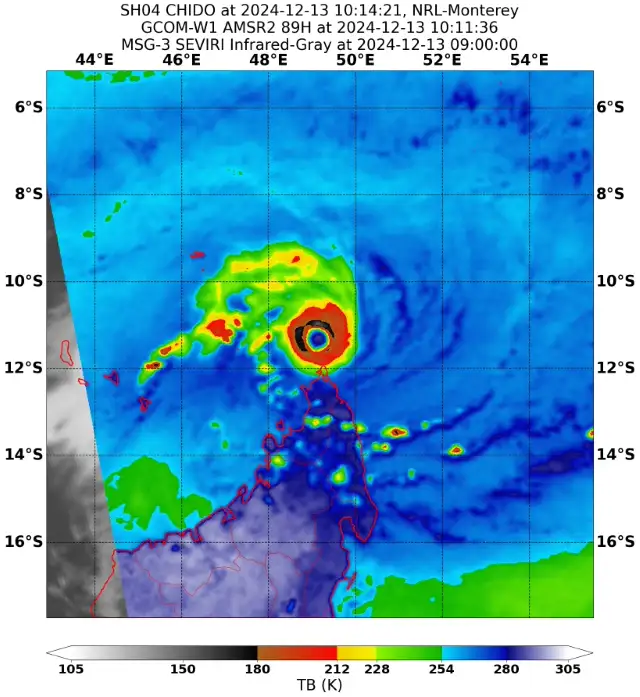 SH04 CHIDO at 2024-12-13 10:14:21, NRL-Monterey
GCOM-W1 AMSR2 89H at 2024-12-13 10:11:36
MSG-3 SEVIRI Infrared-Gray at 2024-12-13 09:00:00
44°E 46°E 48°E 50°E 52°E 54°E
6°S 6°S
8°S 8°S
10°S 10°S
12°S 12°S
14°S 14°S
16°S 16°S
105 150 180 212 228 254 280 305
TB (K)